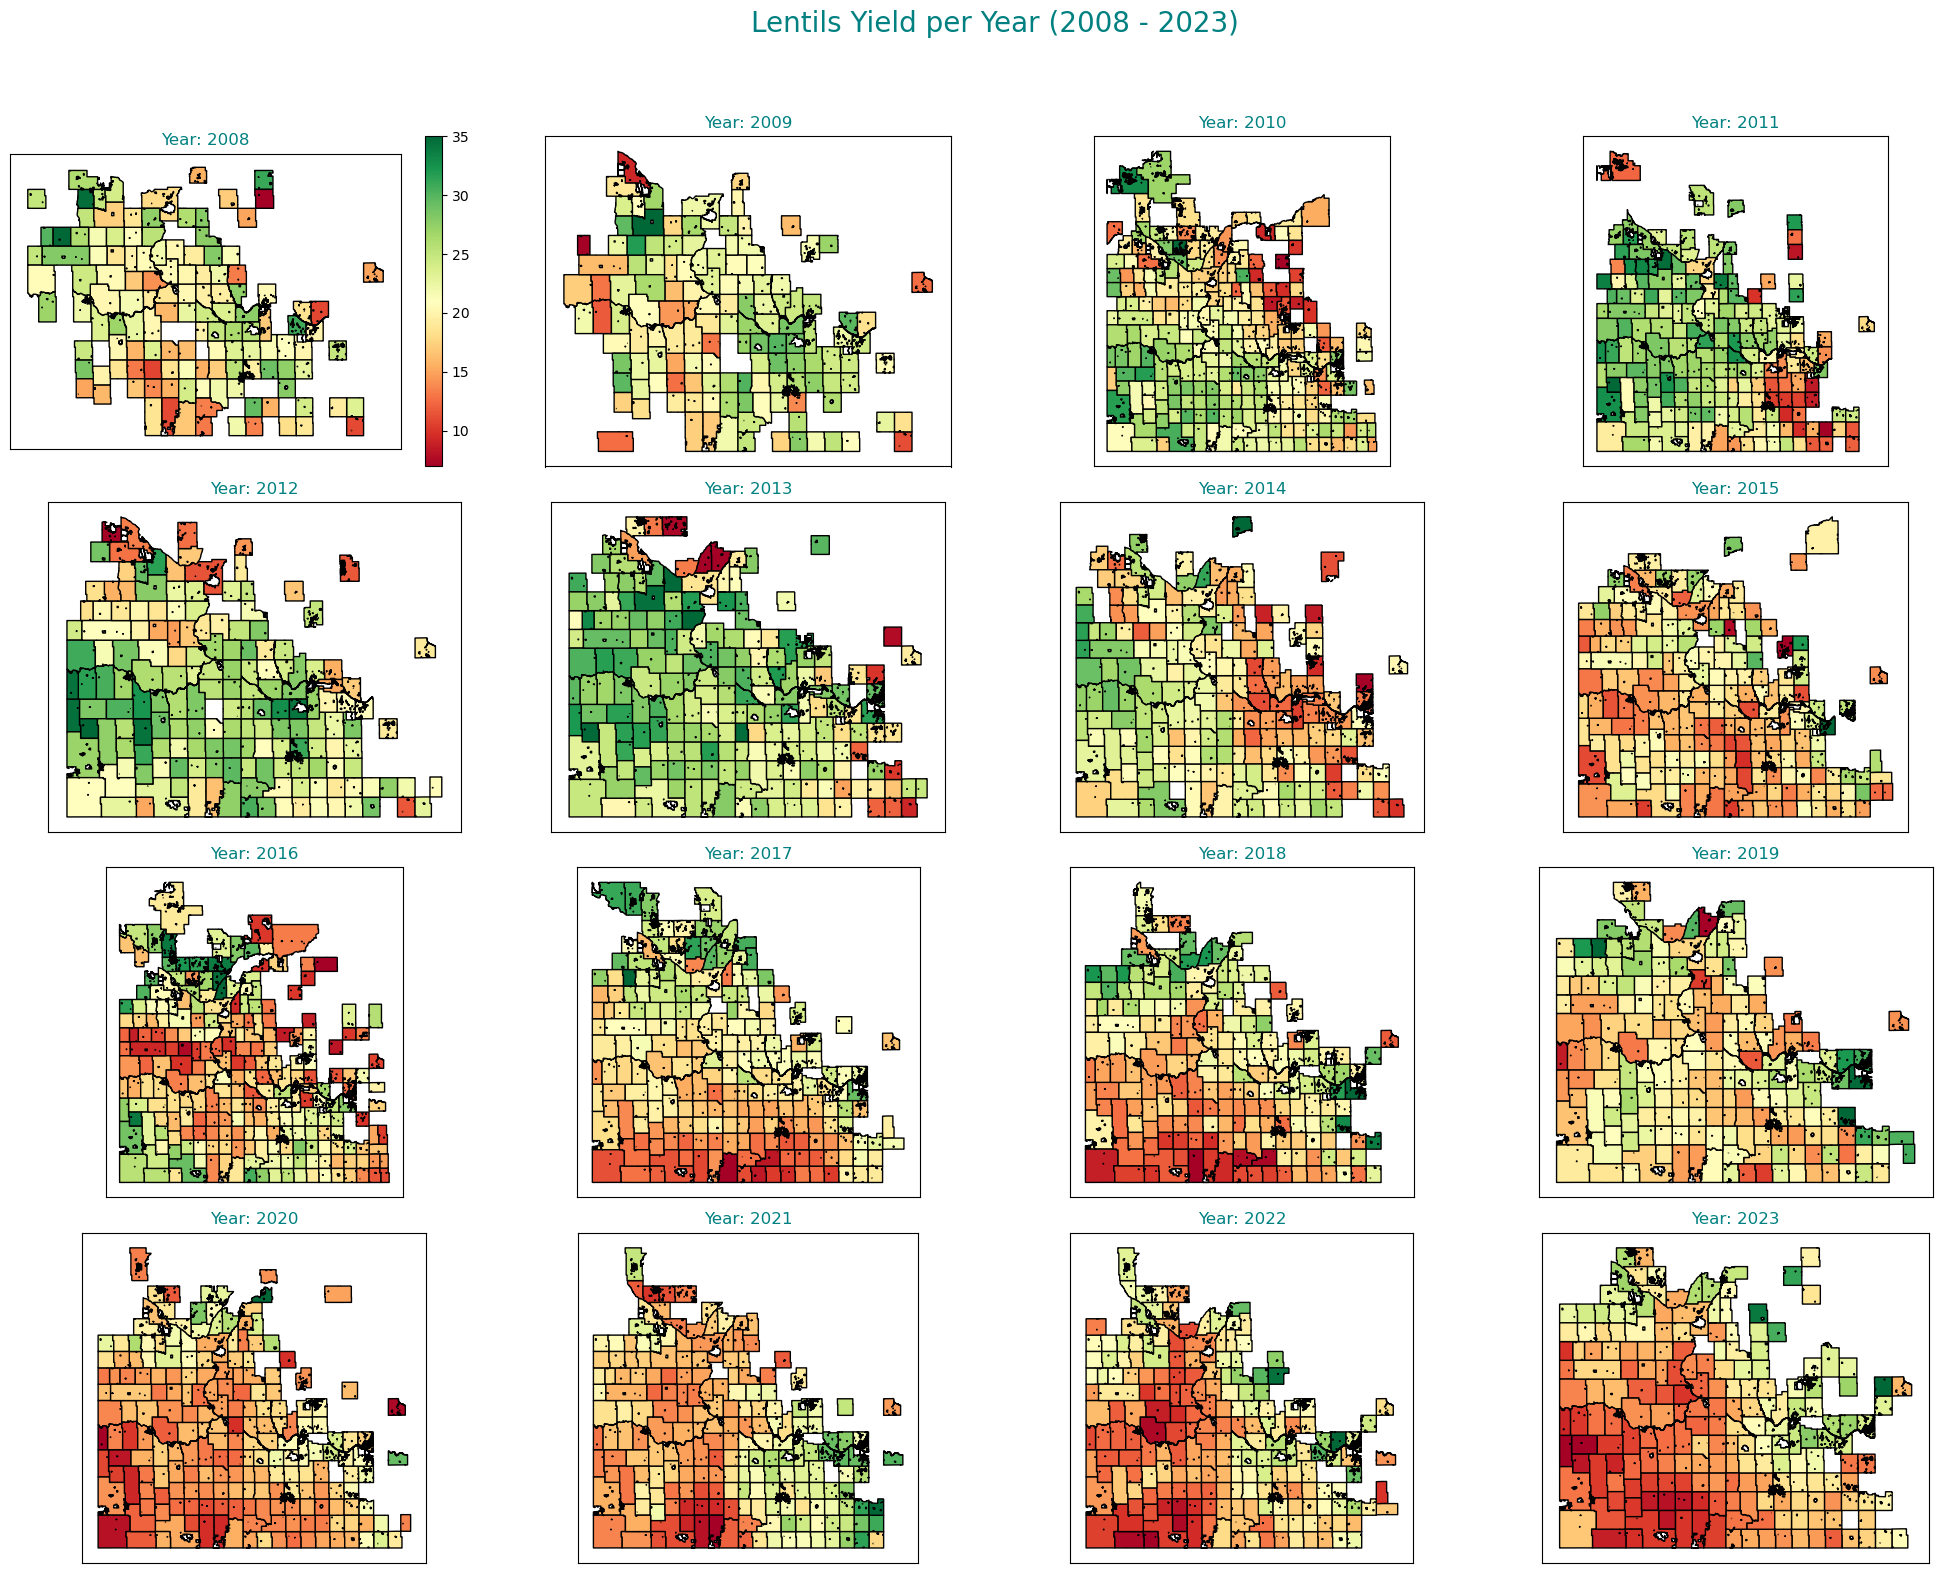 Lentils Yield per Year (2008 - 2023)
Year: 2008
35
30
25
20
15
10
Year: 2009
Year: 2010
Year: 2011
Year: 2012
Year: 2013
Year: 2014
Year: 2015
Year: 2016
Year: 2017
Year: 2018
Year: 2019
Year: 2020
Year: 2021
Year: 2022
Year: 2023